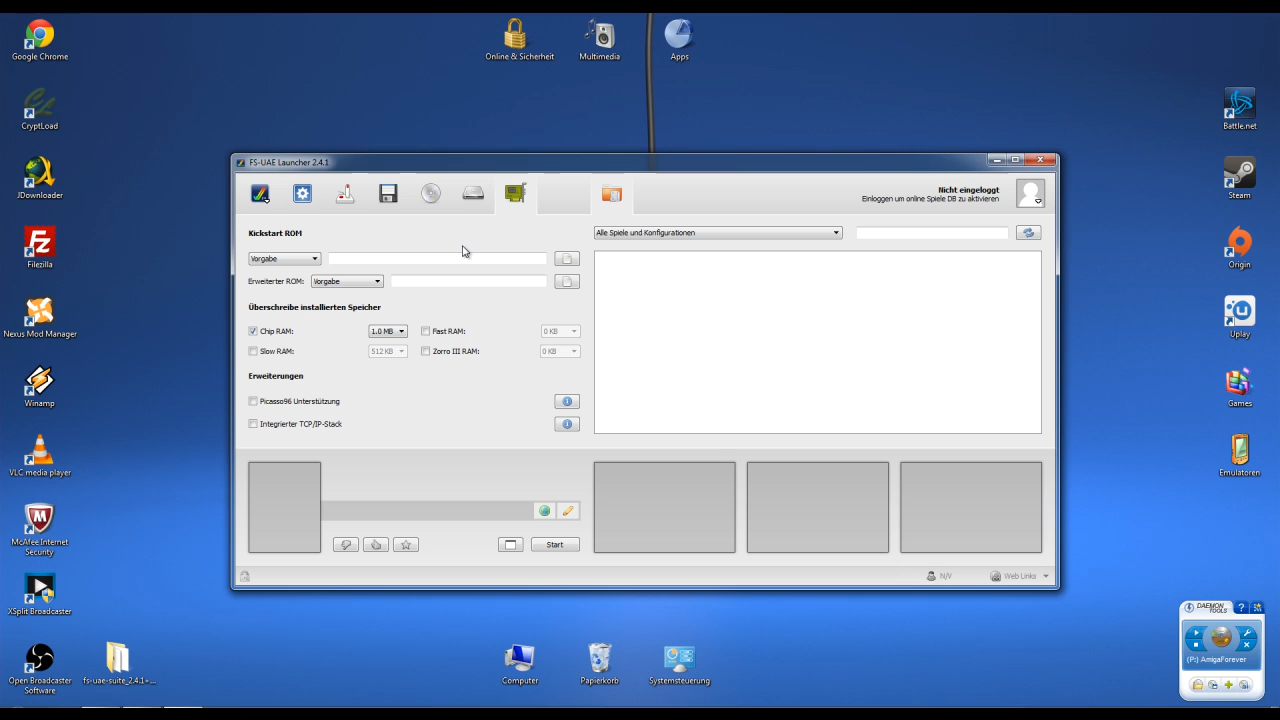 Google Chrome
CryptLoad
JDownloader
Filezilla
Nexus Mod Manager
Winamp
VLC media player
McAfee Internet
Security
XSplit Broadcaster
Open Broadcaster
Software
fs-uae-suite_2.4.1-...
Online & Sicherheit
Multimedia
Apps
FS-UAE Launcher 2.4.1
Nicht eingeloggt
Einloggen um online Spiele DB zu aktivieren
Kickstart ROM
Vorgabe
Erweiterter ROM: Vorgabe
Überschreibe installierten Speicher
Chip RAM: 1.0 MB Fast RAM: 0 KB
Slow RAM: 512 KB Zorro III RAM: 0 KB
Erweiterungen
Picasso96 Unterstützung
Integrierter TCP/IP-Stack
Alle Spiele und Konfigurationen
Start
N/V
Web Links
Computer
Papierkorb
Systemsteuerung
Battle.net
Steam
Origin
Uplay
Games
Emulatoren
DAEMON
TOOLS
(P:) AmigaForever